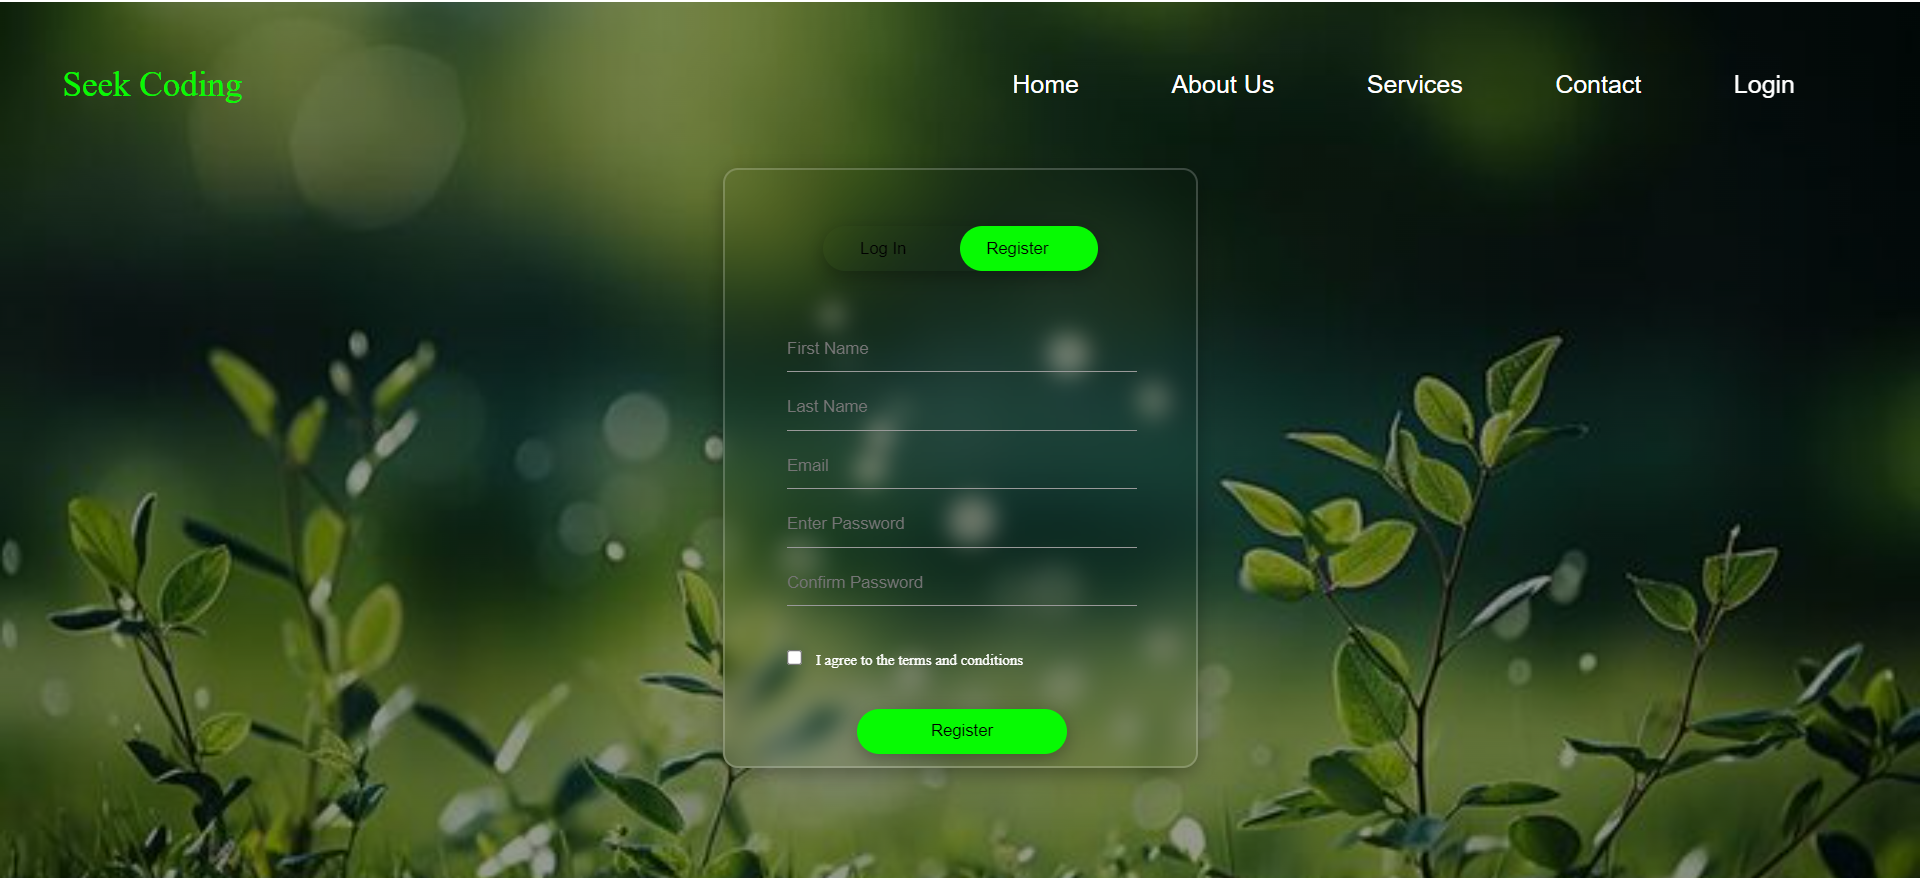 Seek Coding
Home About Us Services Contact Login
Log In Register
First Name
Last Name
Email
Enter Password
Confirm Password
I agree to the terms and conditions
Register